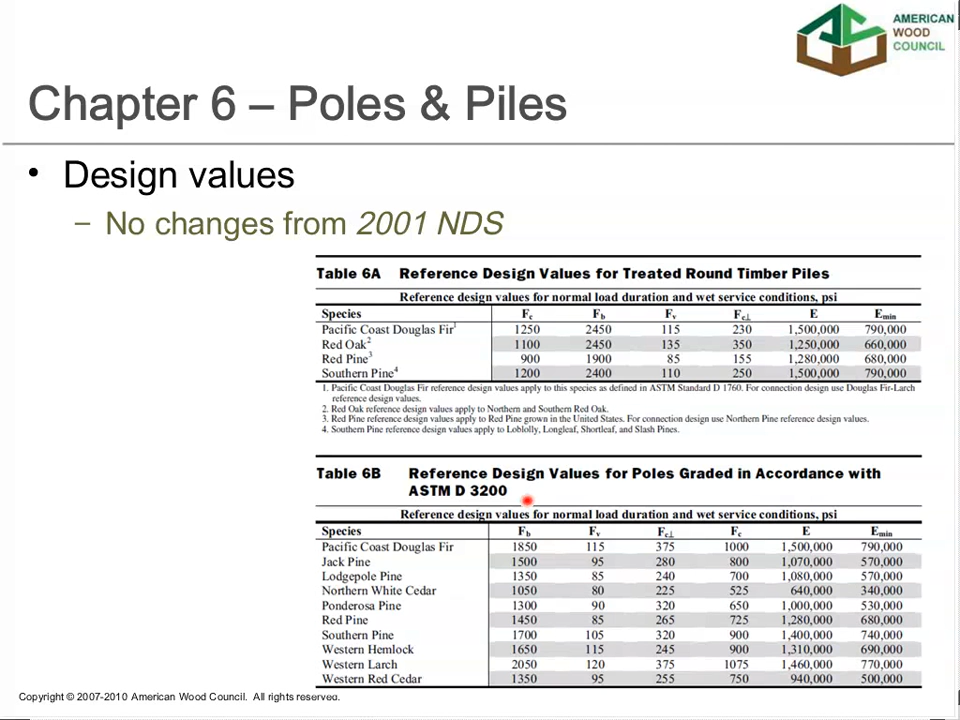 AMERICAN
WOOD
COUNCIL
Chapter 6 – Poles & Piles
• Design values
– No changes from 2001 NDS
Table 6A Reference Design Values for Treated Round Timber Piles
Reference design values for normal load duration and wet service conditions, psi
Species Fc Fb Fv Fc⊥ E Emin
Pacific Coast Douglas Fir1 1250 2450 115 230 1,500,000 790,000
Red Oak2 1100 2450 135 350 1,250,000 660,000
Red Pine3 900 1900 85 155 1,280,000 680,000
Southern Pine4 1200 2400 110 250 1,500,000 790,000
1. Pacific Coast Douglas Fir reference design values apply to this species as defined in ASTM Standard D 1760. For connection design use Douglas Fir-Larch
reference design values.
2. Red Oak reference design values apply to Northern and Southern Red Oak.
3. Red Pine reference design values apply to Red Pine grown in the United States. For connection design use Northern Pine reference design values.
4. Southern Pine reference design values apply to Loblolly, Longleaf, Shortleaf, and Slash Pines.
Table 6B Reference Design Values for Poles Graded in Accordance with
ASTM D 3200
Reference design values for normal load duration and wet service conditions, psi
Species Fb Fv Fc⊥ Fc E Emin
Pacific Coast Douglas Fir 1850 115 375 1000 1,500,000 790,000
Jack Pine 1500 95 280 800 1,070,000 570,000
Lodgepole Pine 1350 85 240 700 1,080,000 570,000
Northern White Cedar 1050 80 225 525 640,000 340,000
Ponderosa Pine 1300 90 320 650 1,000,000 530,000
Red Pine 1450 85 265 725 1,280,000 680,000
Southern Pine 1700 105 320 900 1,400,000 740,000
Western Hemlock 1650 115 245 900 1,310,000 690,000
Western Larch 2050 120 375 1075 1,460,000 770,000
Western Red Cedar 1350 95 255 750 940,000 500,000
Copyright © 2007-2010 American Wood Council. All rights reserved.